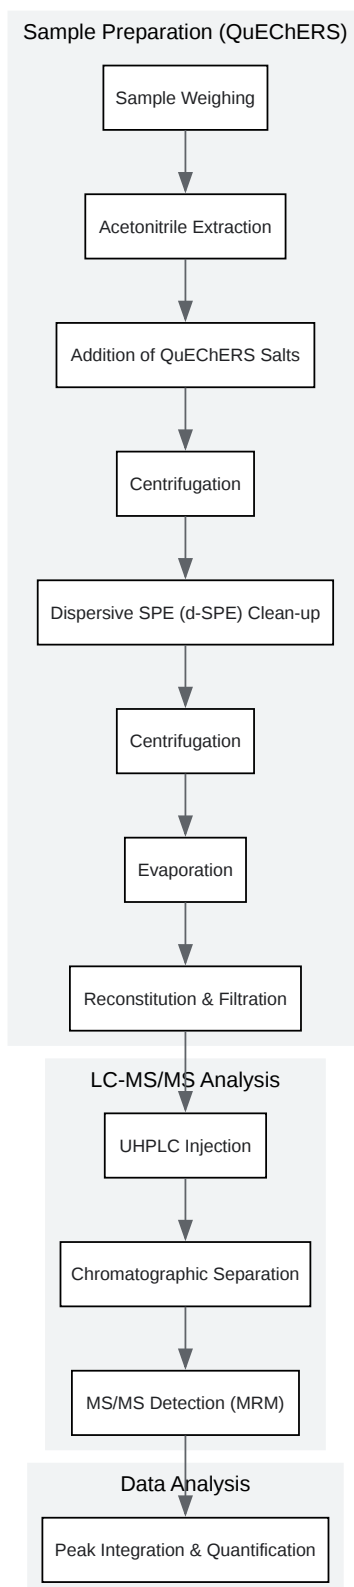 Sample Preparation (QuEChERS)
Sample Weighing
Acetonitrile Extraction
Addition of QuEChERS Salts
Centrifugation
Dispersive SPE (d-SPE) Clean-up
Centrifugation
Evaporation
Reconstitution & Filtration
LC-MS/MS Analysis
UHPLC Injection
Chromatographic Separation
MS/MS Detection (MRM)
Data Analysis
Peak Integration & Quantification